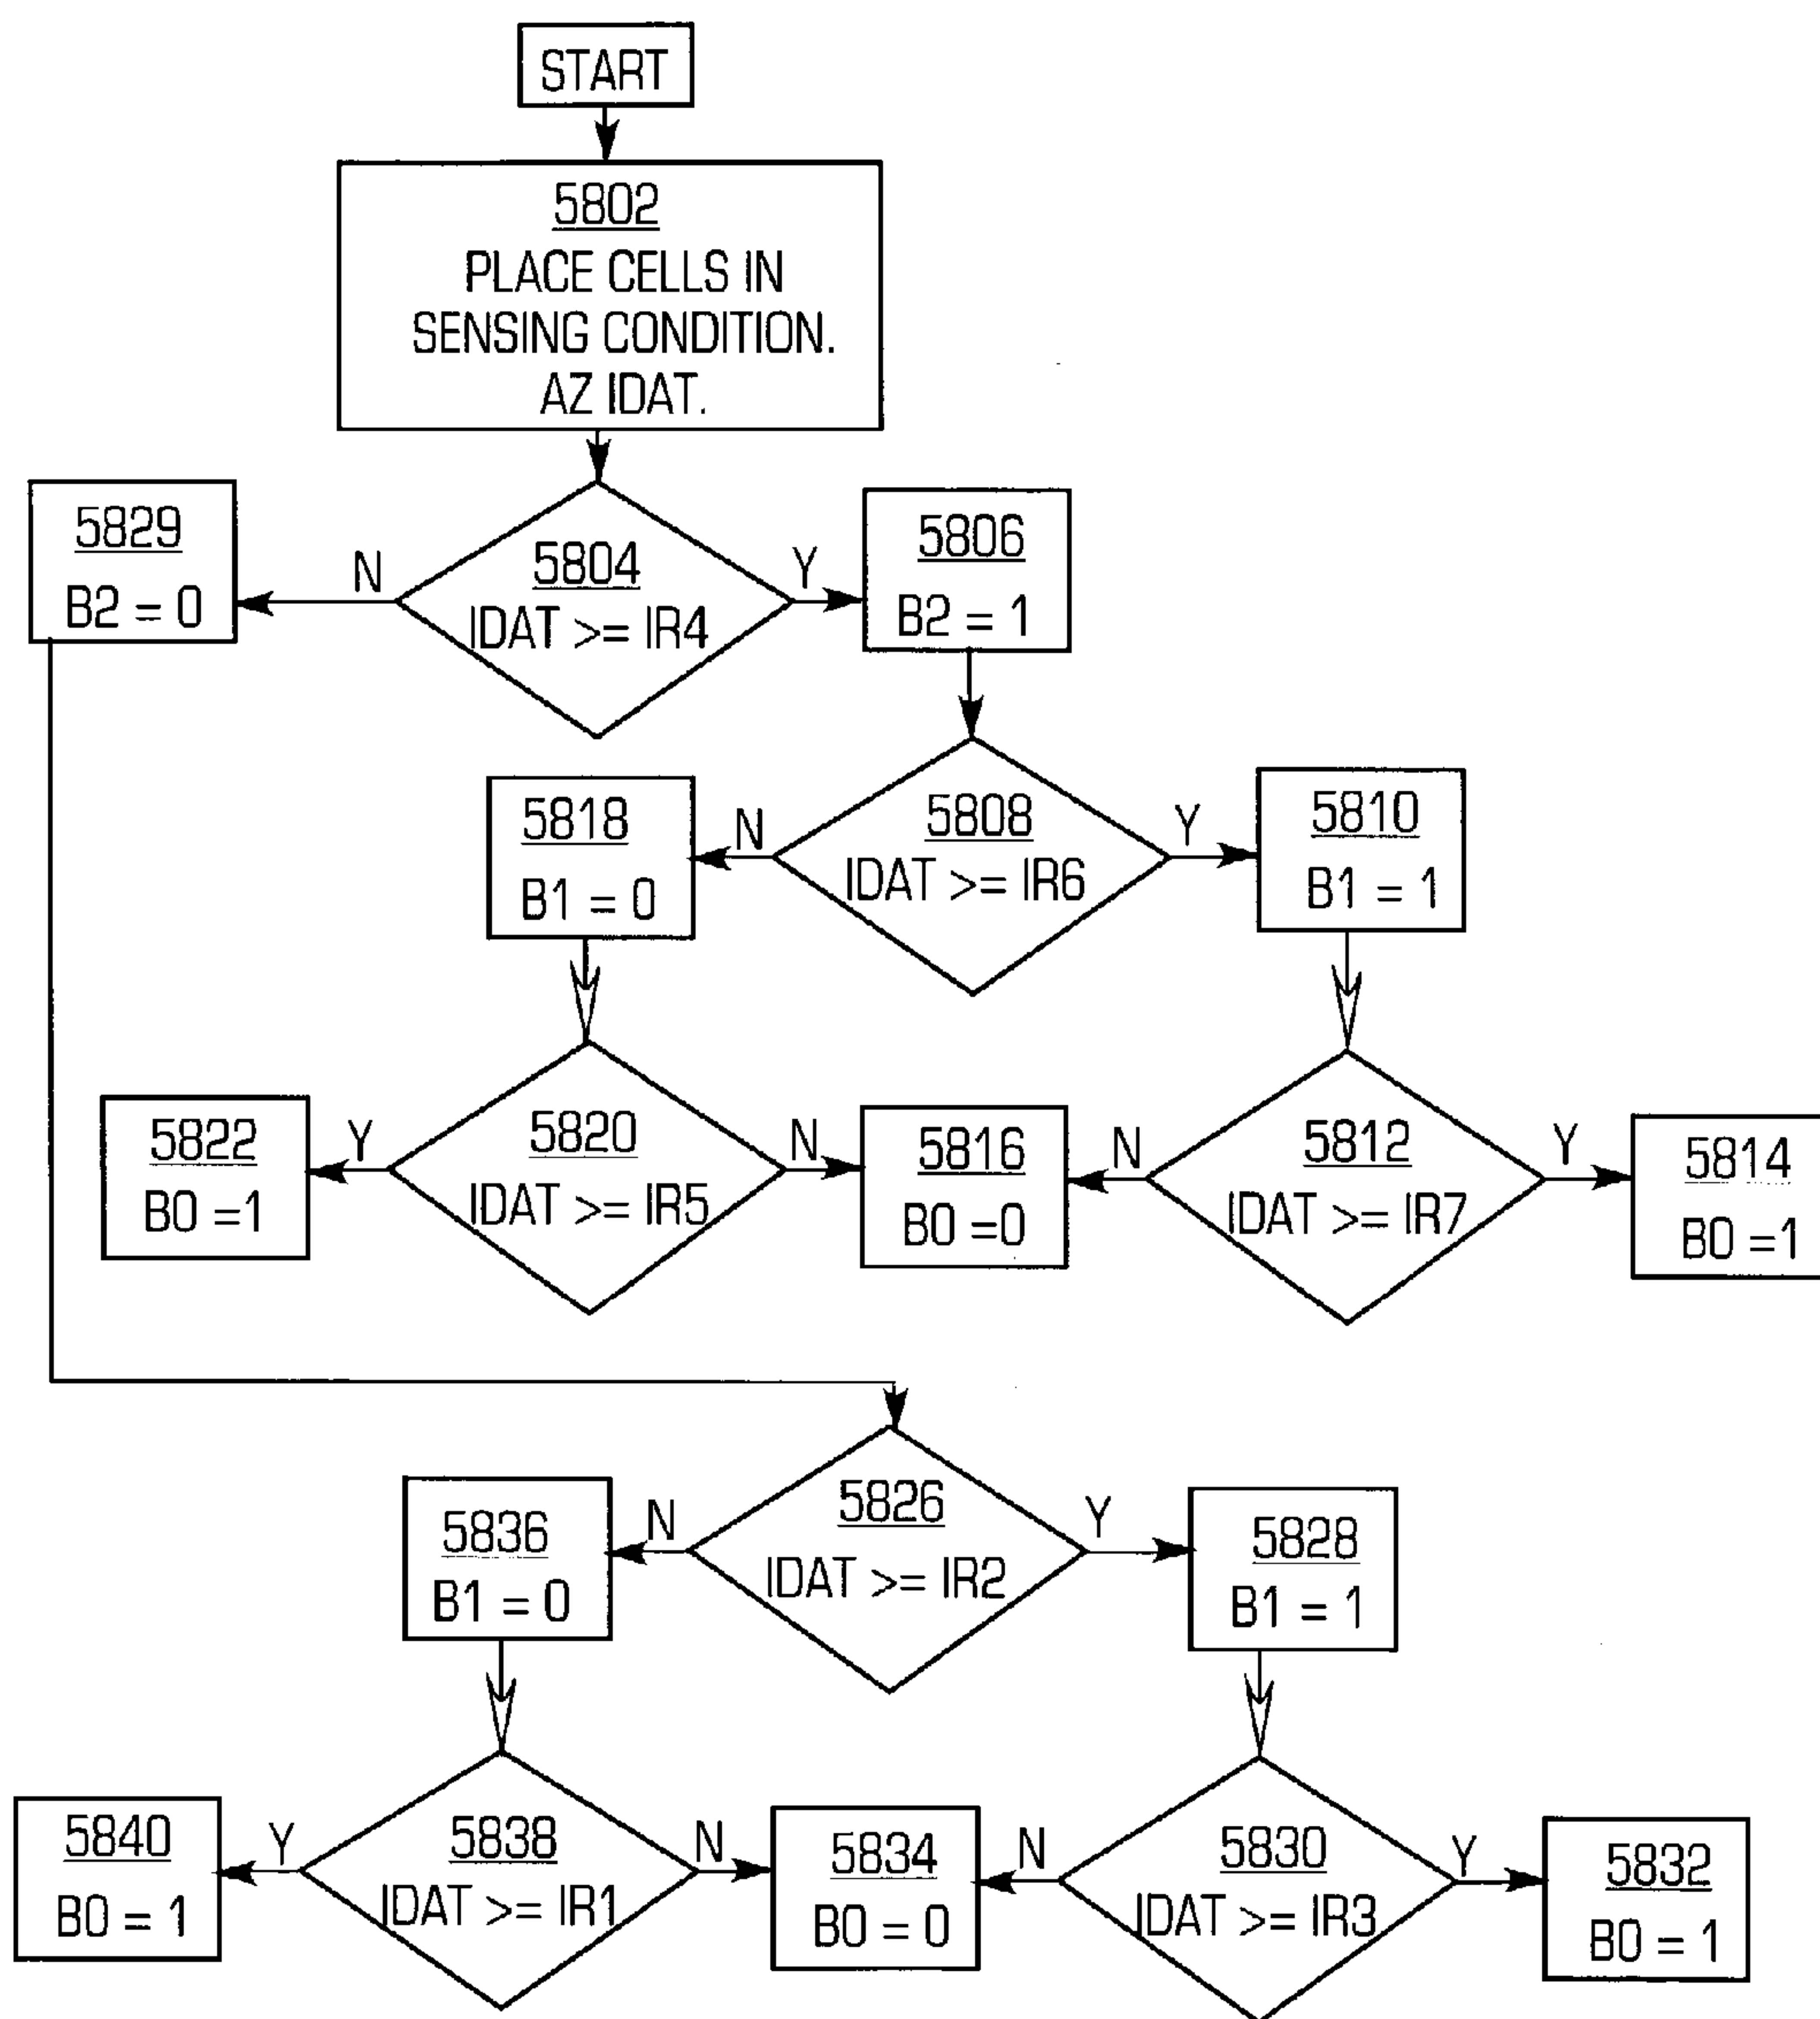 START
5802
PLACE CELLS IN
SENSING CONDITION.
AZ IDAT.
5829
B2 = 0
N
5804
IDAT >= IR4
Y
5806
B2 = 1
5818
B1 = 0
N
5808
IDAT >= IR6
Y
5810
B1 = 1
5822
B0 =1
Y
5820
IDAT >= IR5
N
5816
B0 =0
N
5812
IDAT >= IR7
Y
5814
B0 =1
5836
B1 = 0
N
5826
IDAT >= IR2
Y
5828
B1 = 1
5840
B0 = 1
Y
5838
IDAT >= IR1
N
5834
B0 = 0
N
5830
IDAT >= IR3
Y
5832
B0 = 1